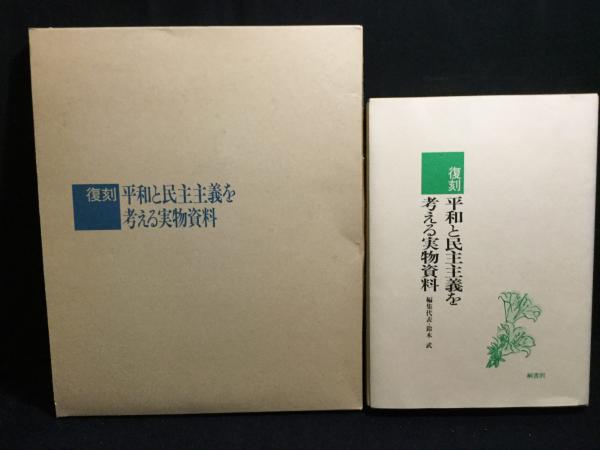 復刻
平和と民主主義を
考える実物資料
復刻
平和と民主主義を
考える実物資料
編集代表・鈴木 武
桐書房